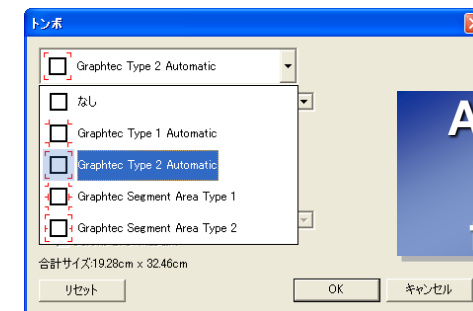 トンボ
Graphtec Type 2 Automatic
なし
Graphtec Type 1 Automatic
Graphtec Type 2 Automatic
Graphtec Segment Area Type 1
Graphtec Segment Area Type 2
合計サイズ:19.28cm x 32.46cm
リセット
OK
キャンセル
A